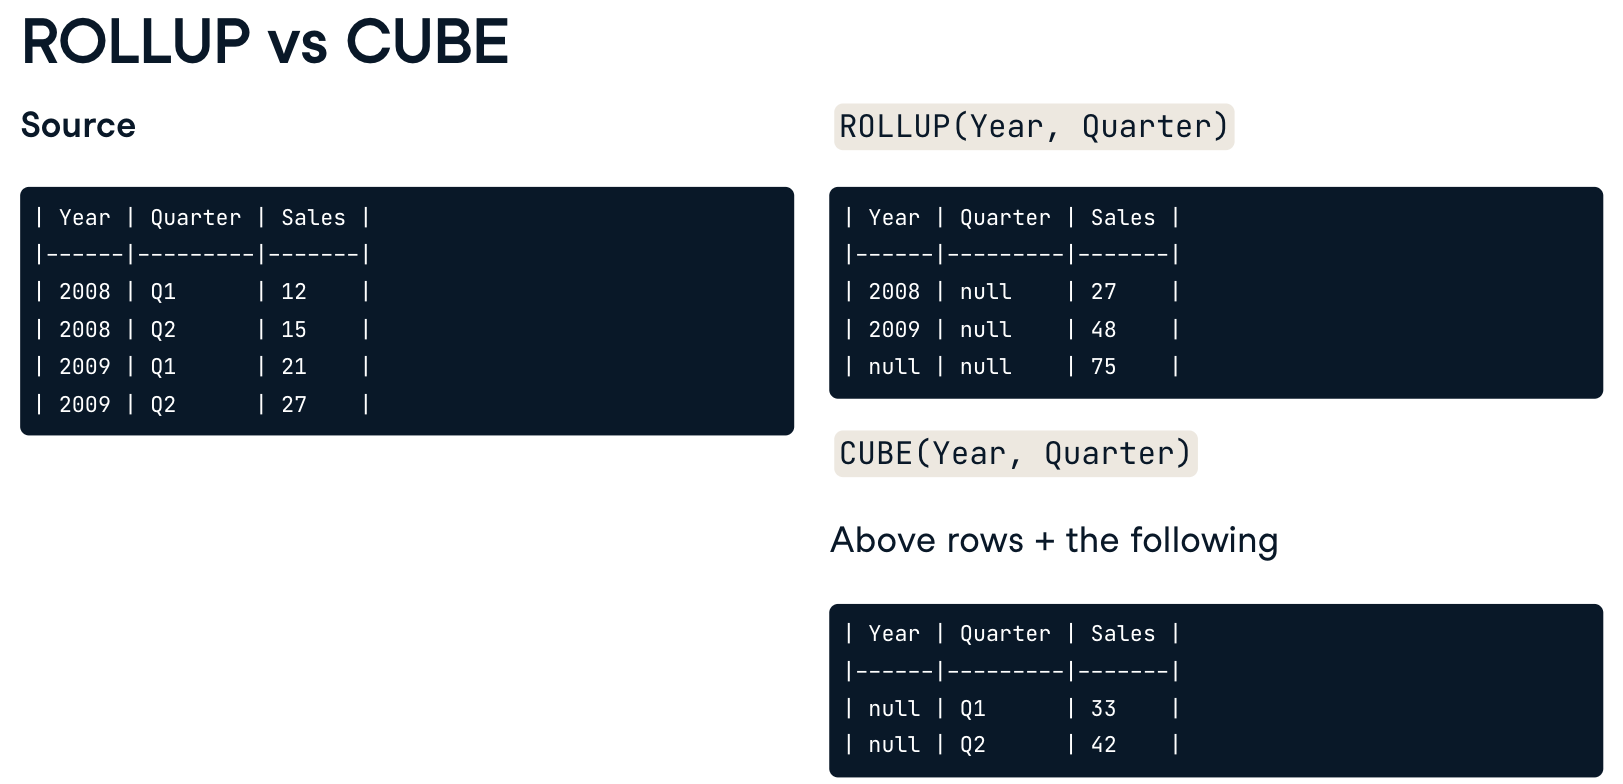 ROLLUP vs CUBE
Source
| Year | Quarter | Sales |
|------|---------|-------|
| 2008 | Q1      | 12    |
| 2008 | Q2      | 15    |
| 2009 | Q1      | 21    |
| 2009 | Q2      | 27    |
ROLLUP(Year, Quarter)
| Year | Quarter | Sales |
|------|---------|-------|
| 2008 | null    | 27    |
| 2009 | null    | 48    |
| null | null    | 75    |
CUBE(Year, Quarter)
Above rows + the following
| Year | Quarter | Sales |
|------|---------|-------|
| null | Q1      | 33    |
| null | Q2      | 42    |